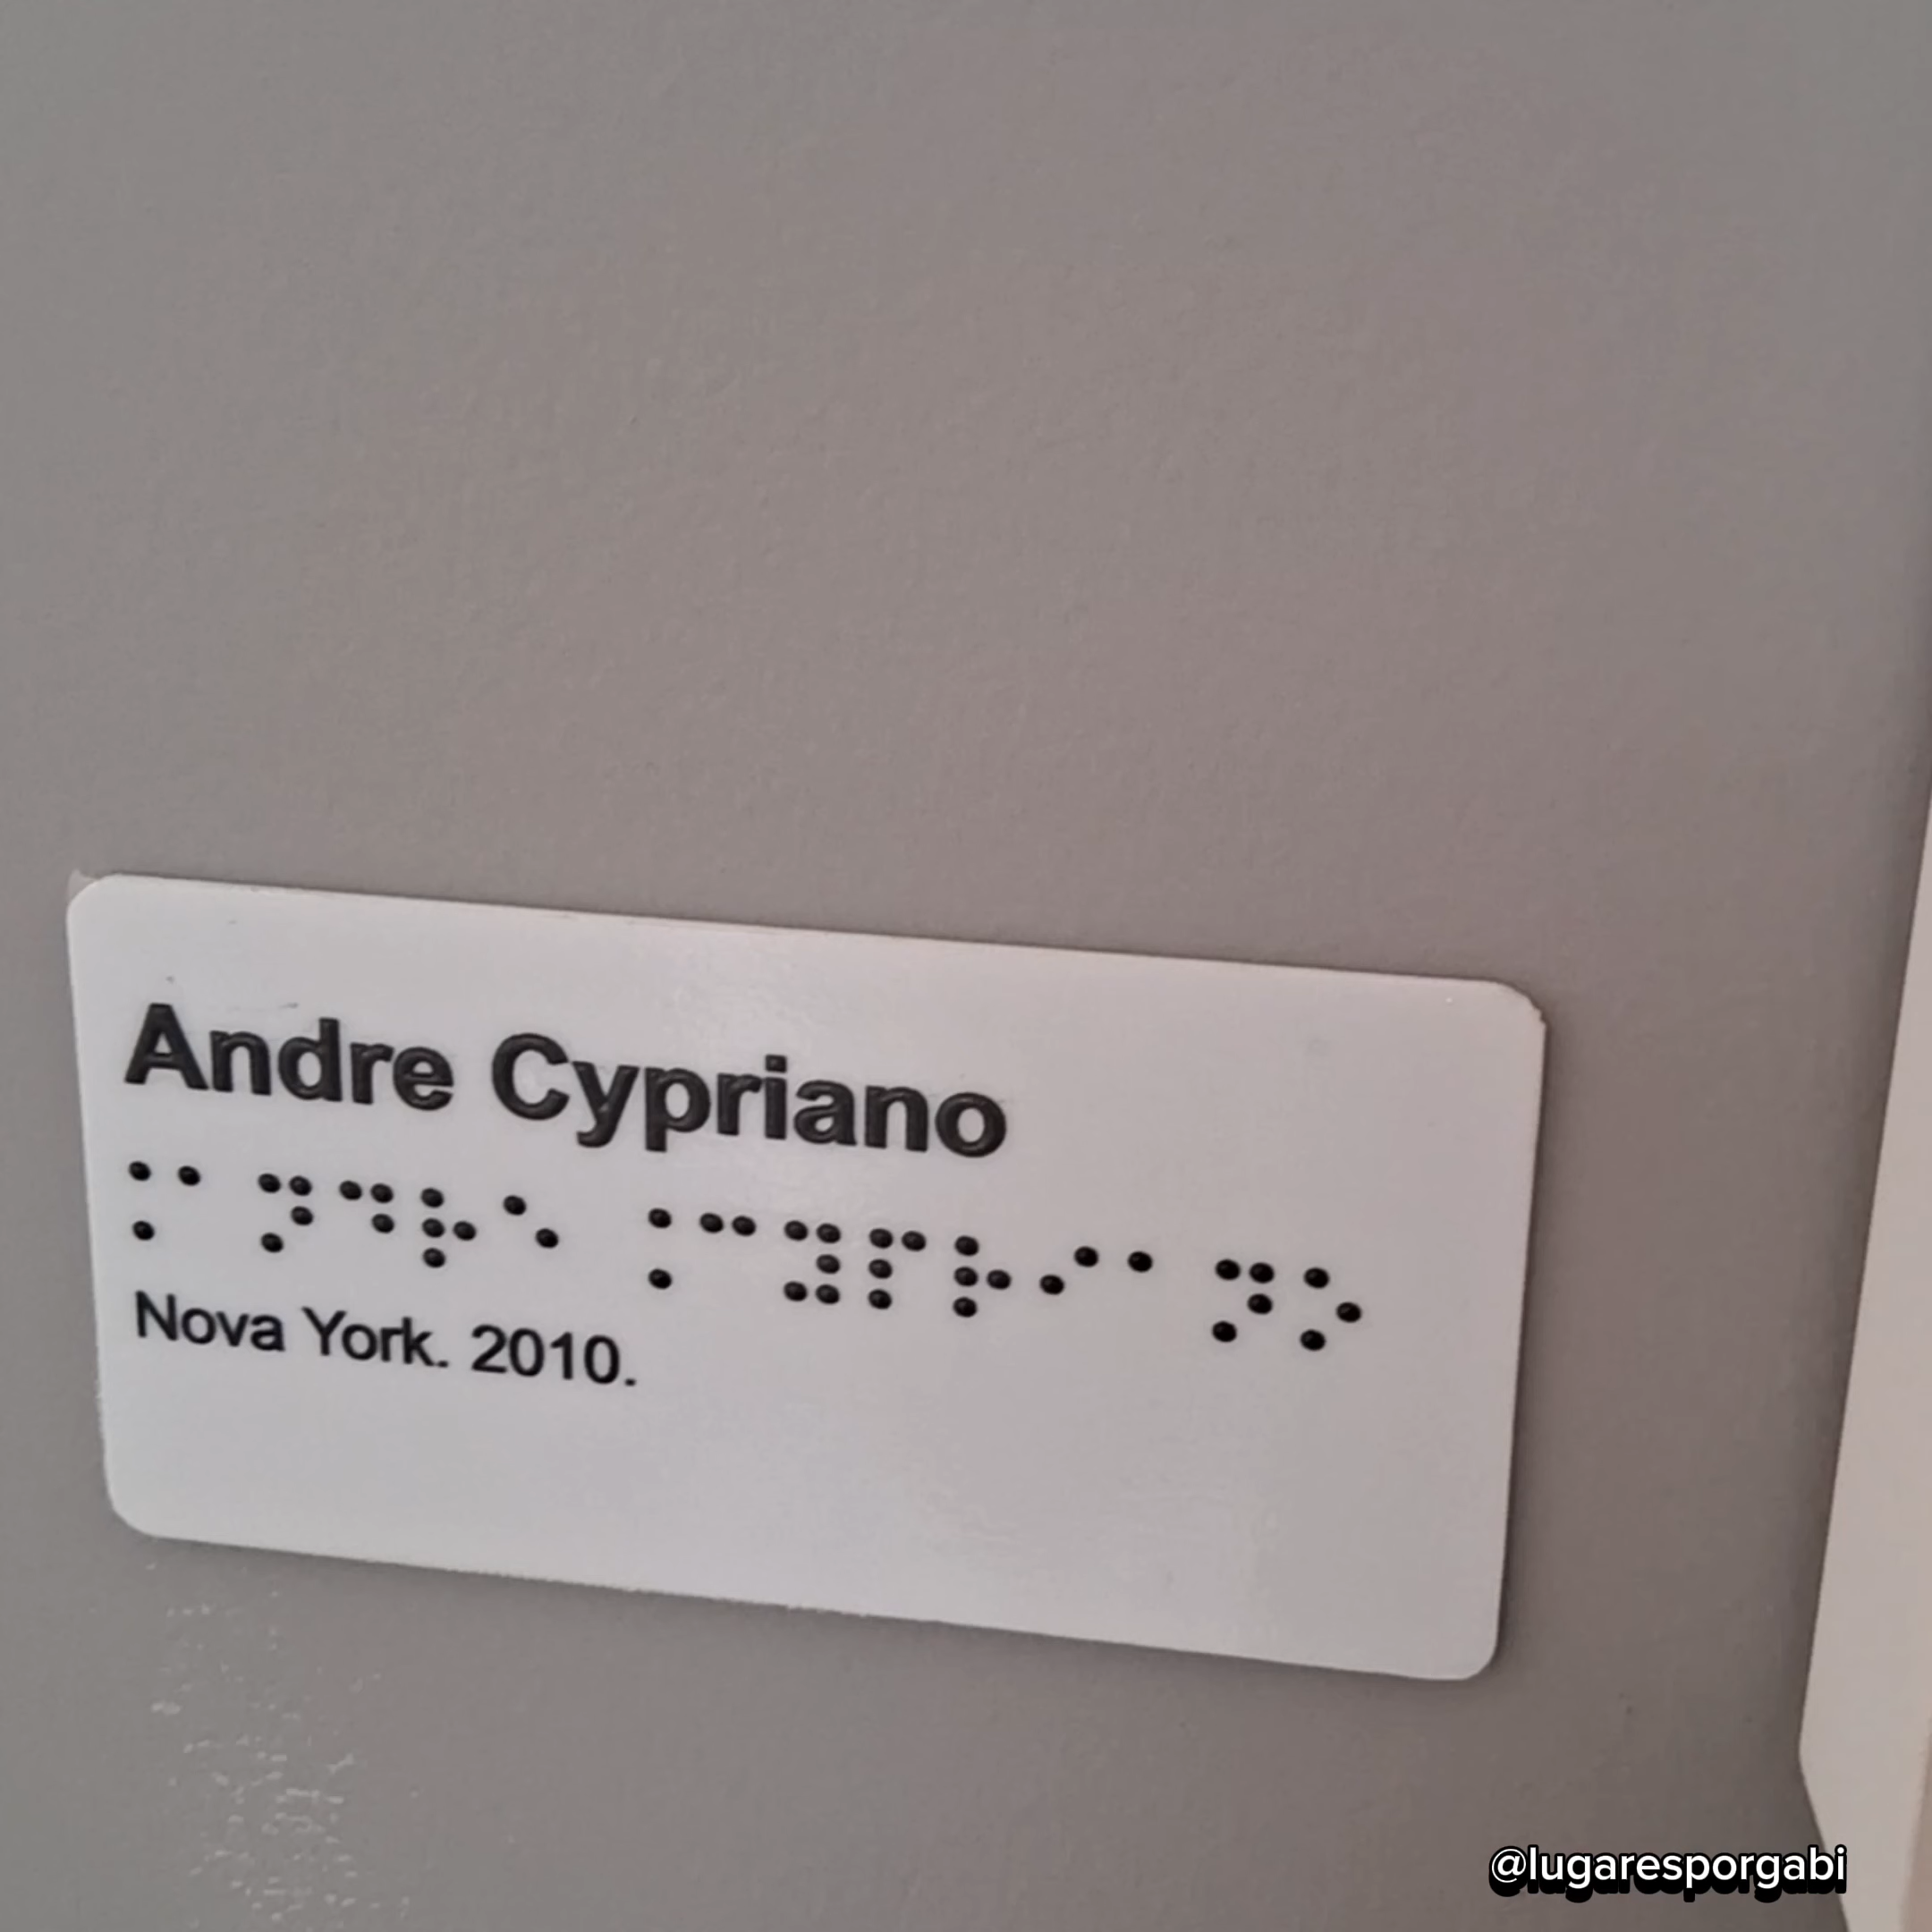 Andre Cypriano
⠨⠁⠝⠙⠗⠑ ⠨⠉⠽⠏⠗⠊⠁⠝⠕
Nova York. 2010.
@lugaresporgabi